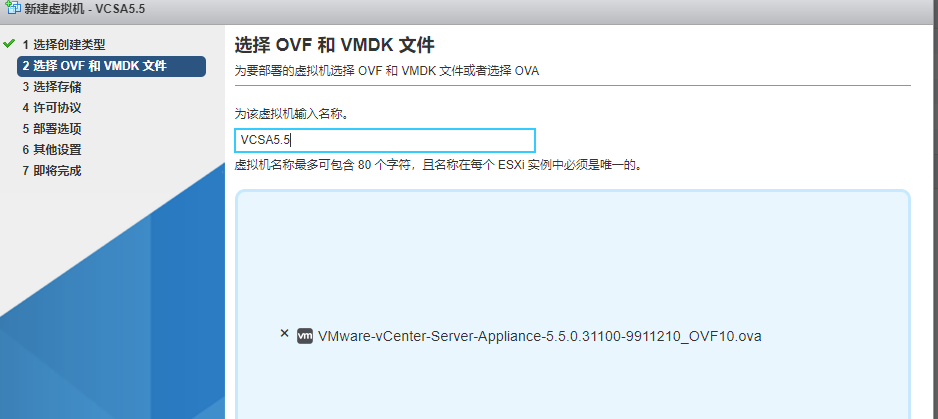 新建虚拟机 - VCSA5.5
1 选择创建类型
2 选择 OVF 和 VMDK 文件
3 选择存储
4 许可协议
5 部署选项
6 其他设置
7 即将完成
选择 OVF 和 VMDK 文件
为要部署的虚拟机选择 OVF 和 VMDK 文件或者选择 OVA
为该虚拟机输入名称。
VCSA5.5
虚拟机名称最多可包含 80 个字符，且名称在每个 ESXi 实例中必须是唯一的。
vm VMware-vCenter-Server-Appliance-5.5.0.31100-9911210_OVF10.ova